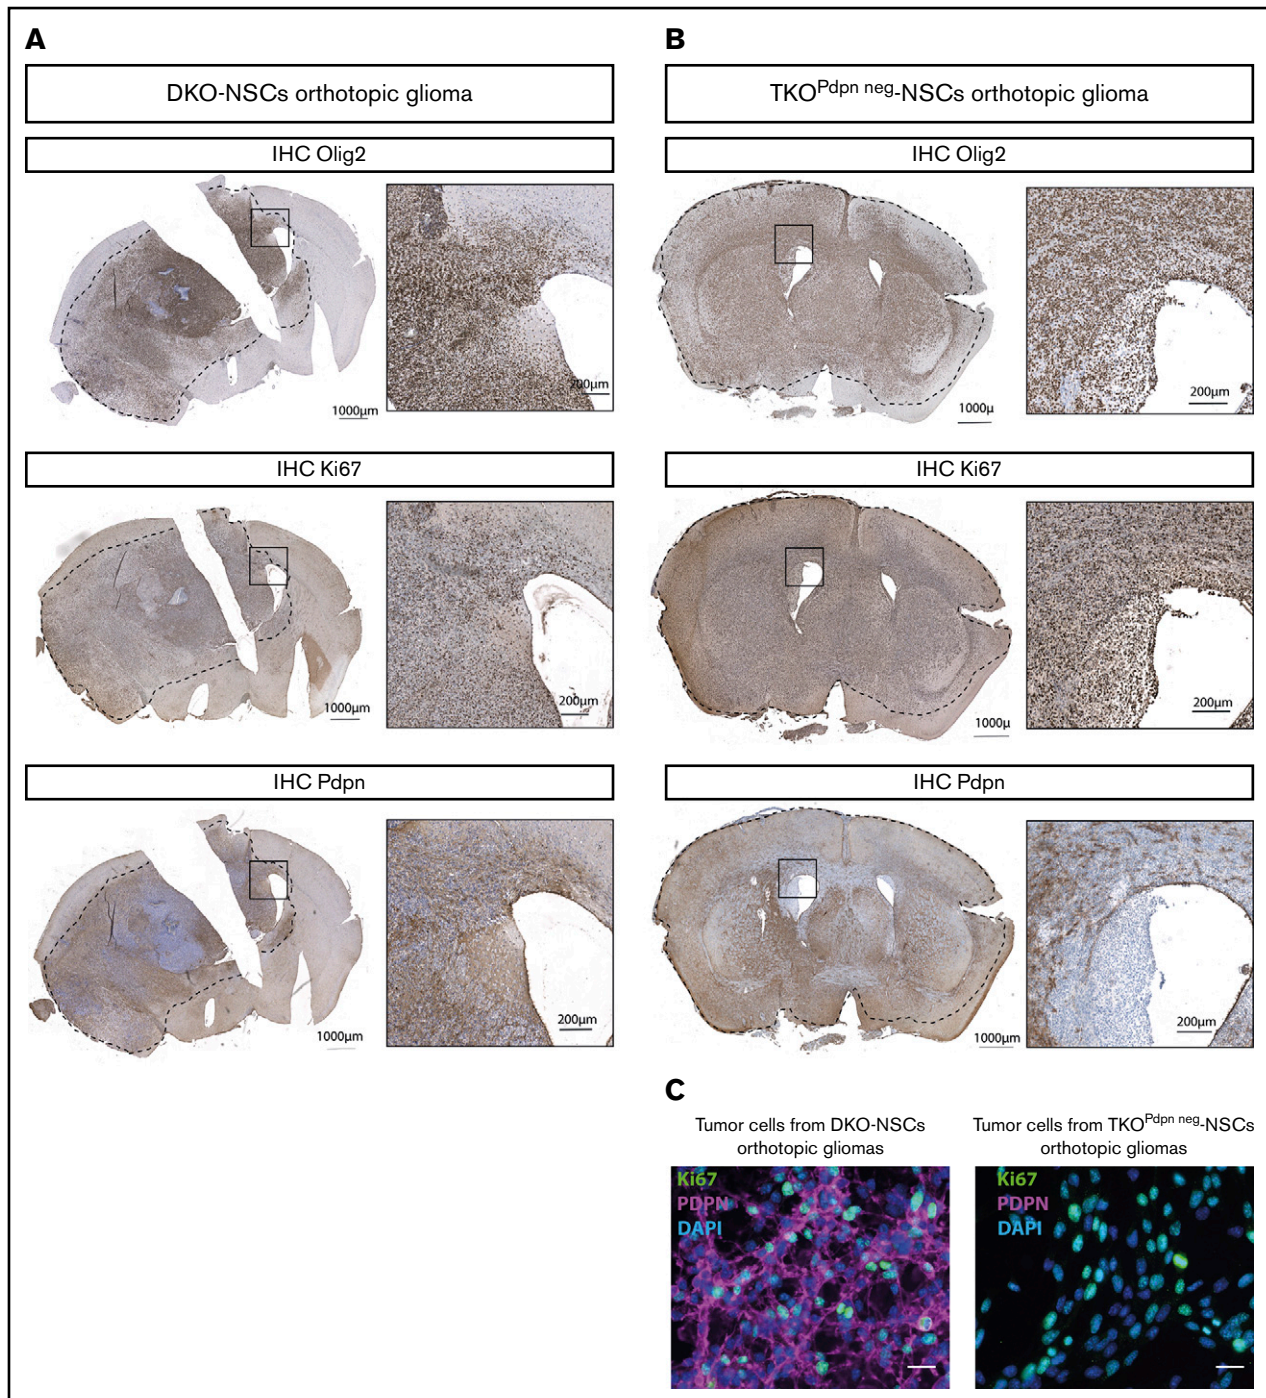 A
DKO-NSCs orthotopic glioma
IHC Olig2
1000µm
200µm
IHC Ki67
1000µm
200µm
IHC Pdpn
1000µm
200µm
B
TKOPdpn neg-NSCs orthotopic glioma
IHC Olig2
1000µ
200µm
IHC Ki67
1000µ
200µm
IHC Pdpn
1000µm
200µm
C
Tumor cells from DKO-NSCs
orthotopic gliomas
Ki67
PDPN
DAPI
Tumor cells from TKOPdpn neg-NSCs
orthotopic gliomas
Ki67
PDPN
DAPI